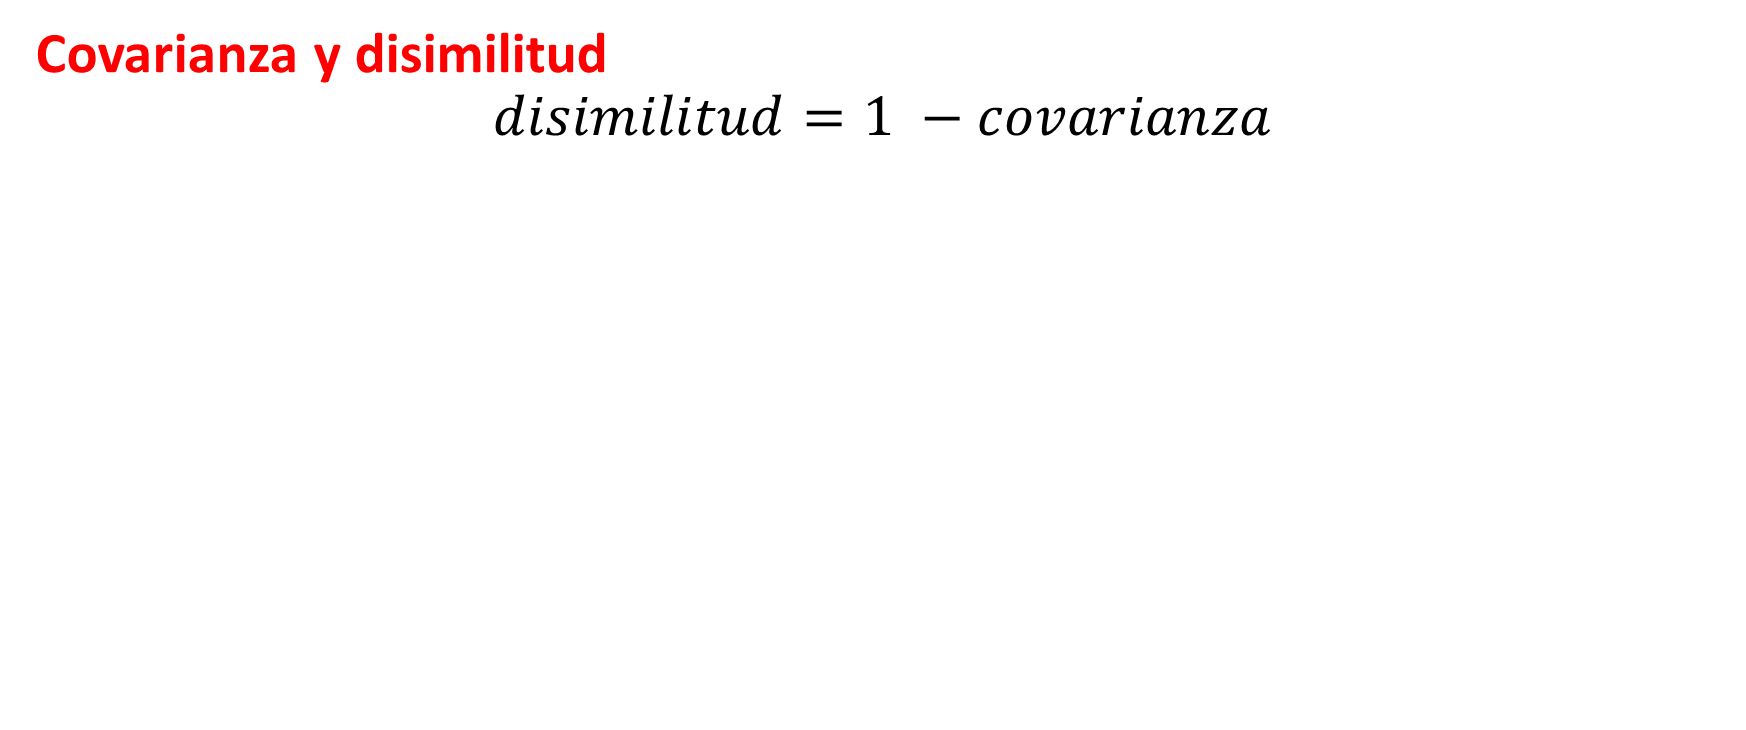 Covarianza y disimilitud
disimilitud = 1 − covarianza